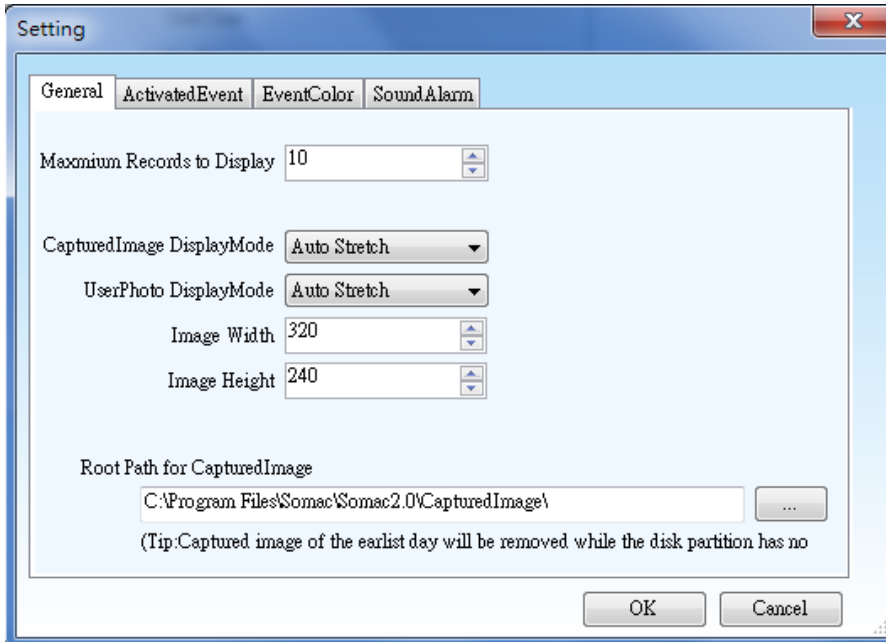 Setting
General ActivatedEvent EventColor SoundAlarm
Maxmium Records to Display 10
CapturedImage DisplayMode Auto Stretch
UserPhoto DisplayMode Auto Stretch
Image Width 320
Image Height 240
Root Path for CapturedImage
C:\Program Files\Somac\Somac2.0\CapturedImage\ ...
(Tip:Captured image of the earlist day will be removed while the disk partition has no
OK Cancel